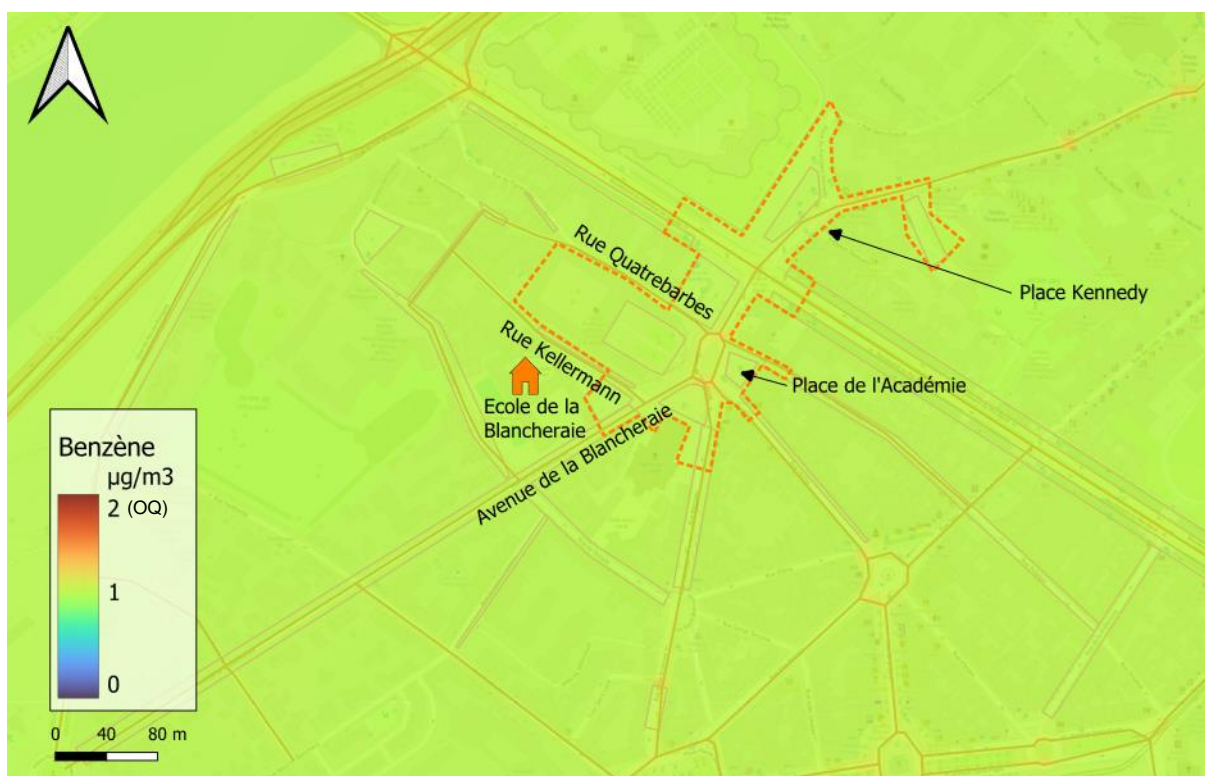 Rue Quatrebarbes
Place Kennedy
Rue Kellermann
Place de l'Académie
Ecole de la
Blancheraie
Avenue de la Blancheraie
Benzène
µg/m3
2 (OQ)
1
0
0 40 80 m